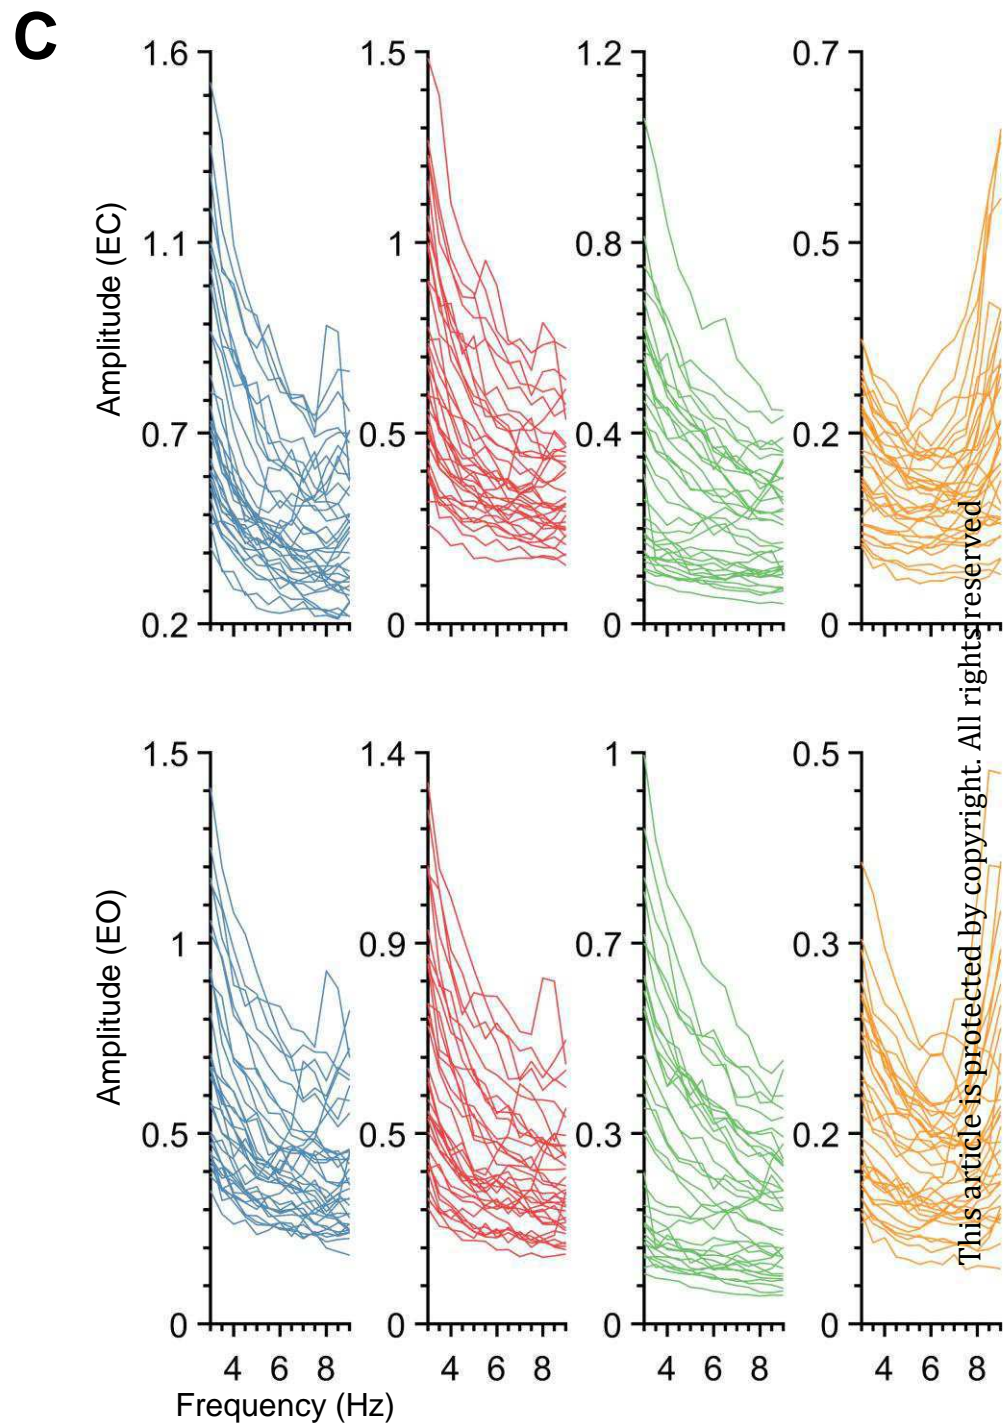 C
1.6 1.5 1.2 0.7
1.1 1 0.8 0.5
0.7 0.5 0.4 0.2
0.2 0 0 0
Amplitude (EC)
1.5 1.4 1 0.5
1 0.9 0.7 0.3
0.5 0.5 0.3 0.2
0 0 0 0
Amplitude (EO)
4 6 8 4 6 8 4 6 8 4 6 8
Frequency (Hz)
This article is protected by copyright. All rights reserved